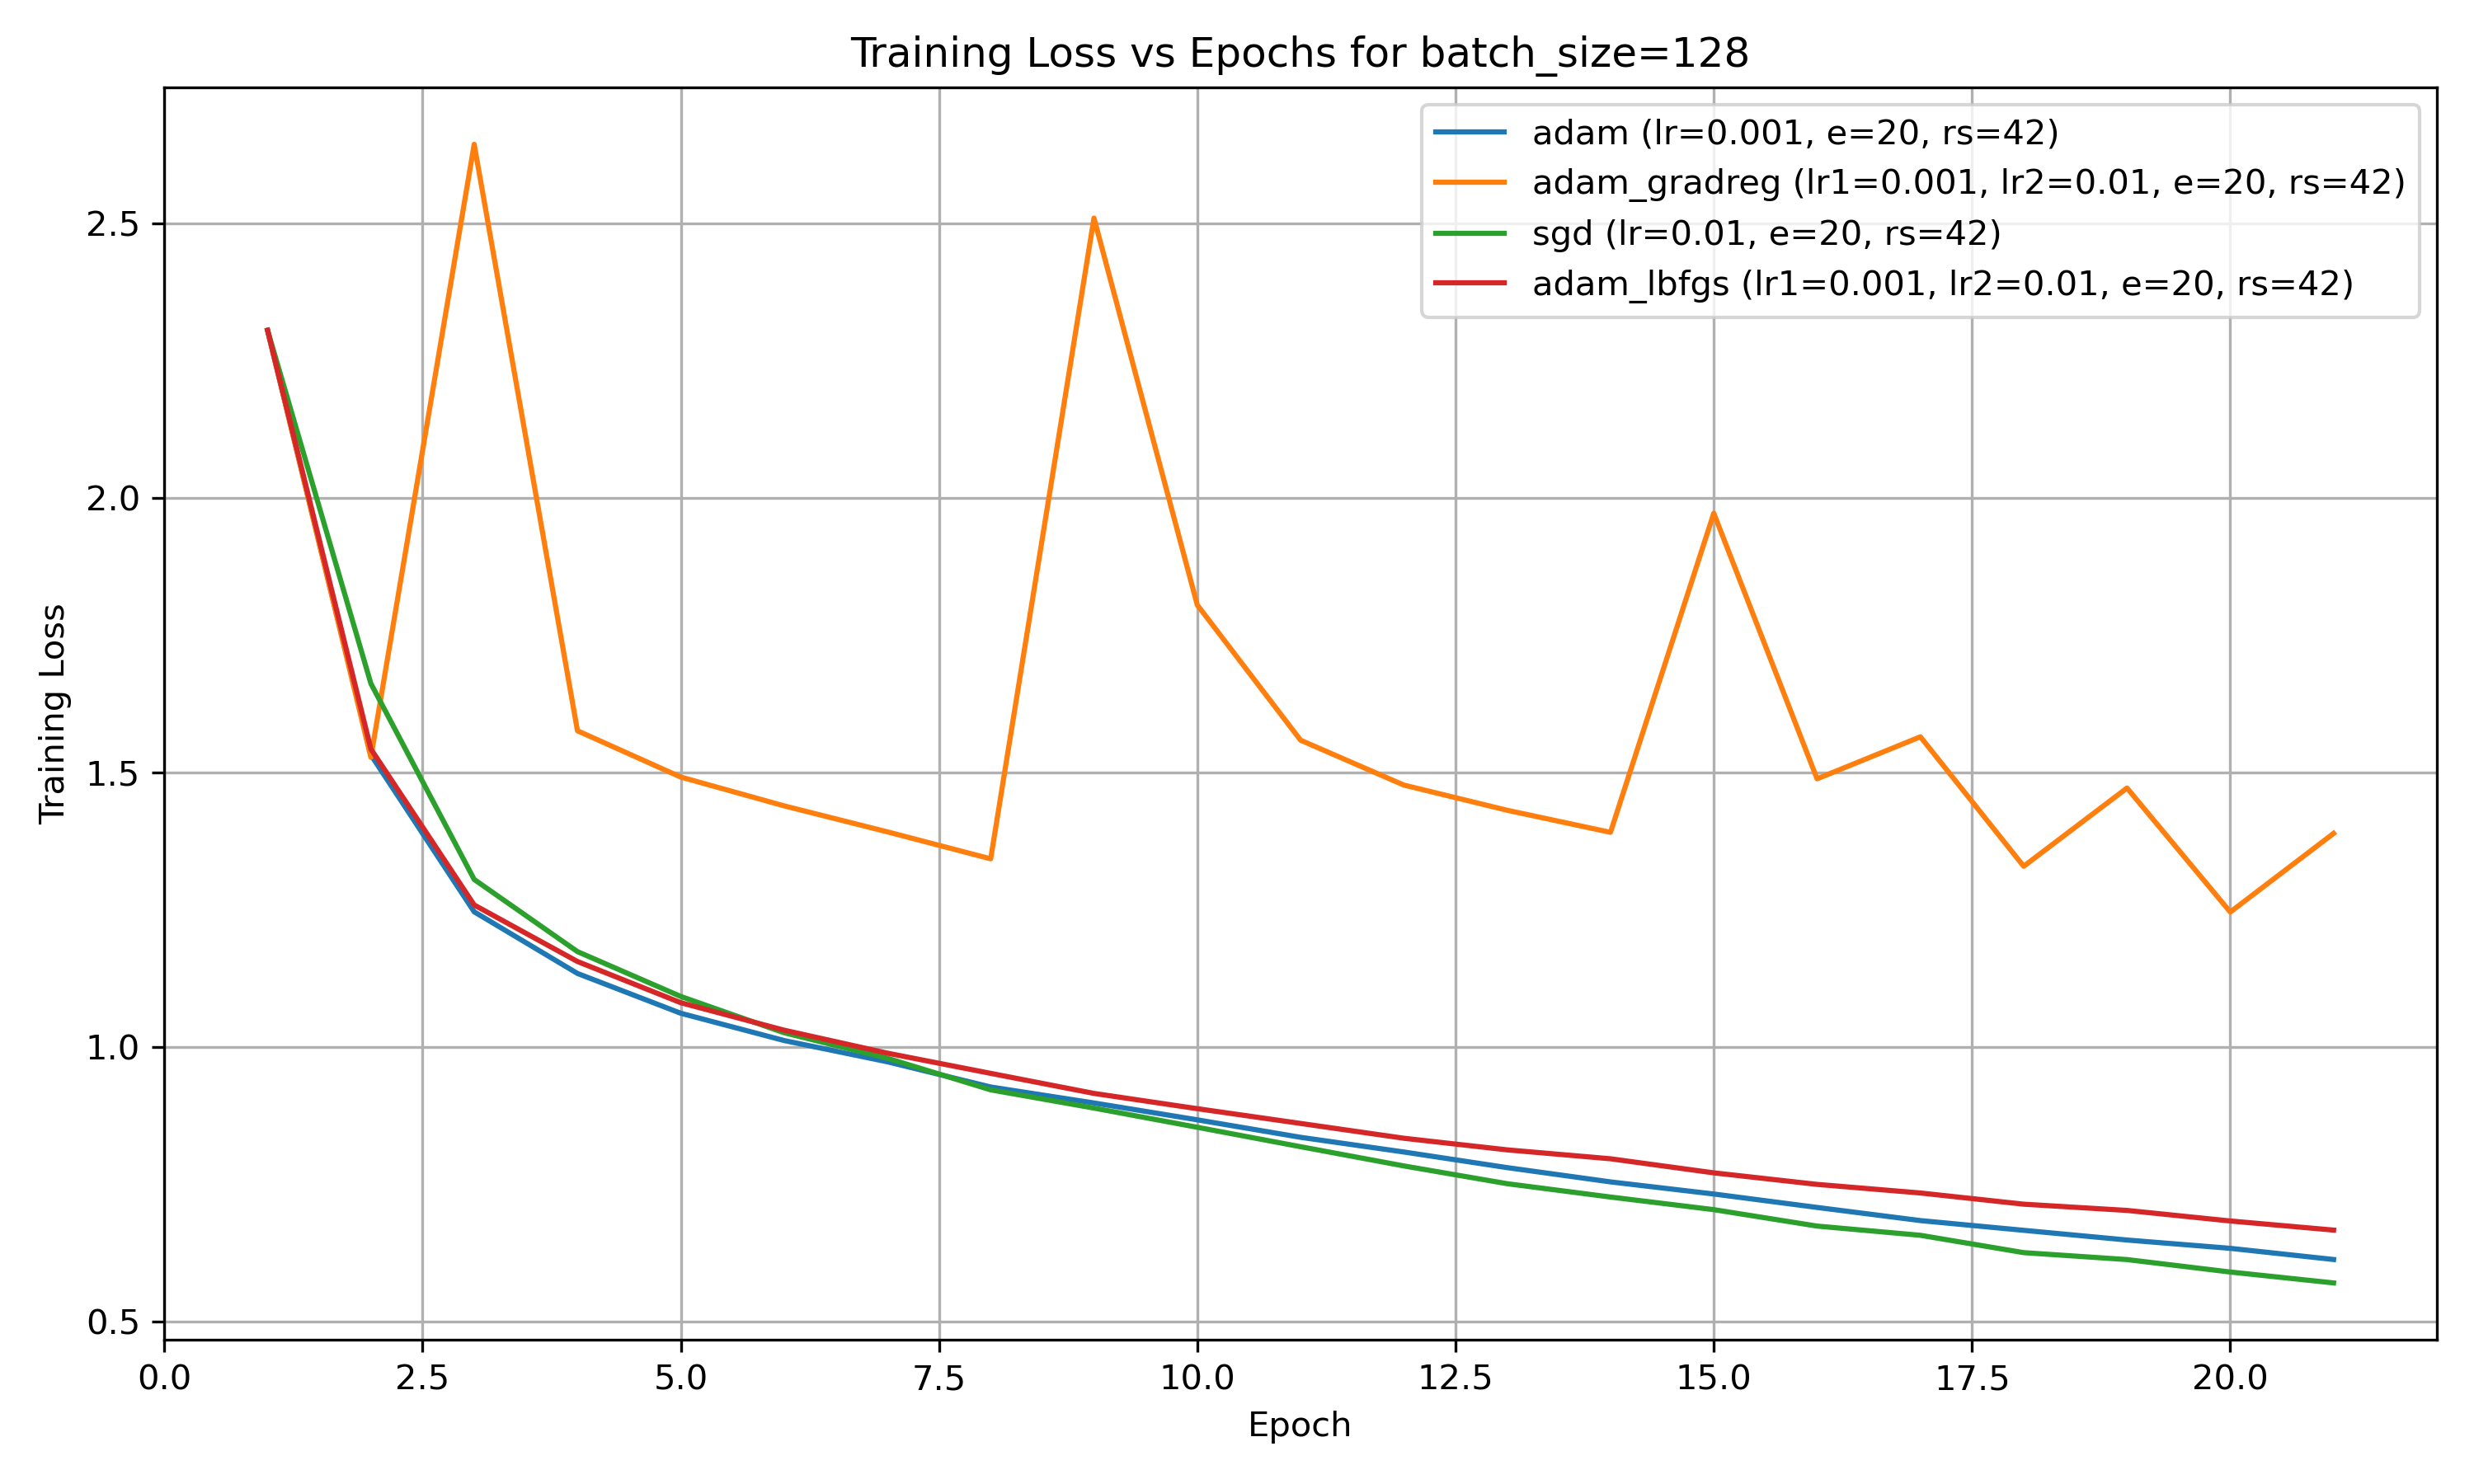 Training Loss vs Epochs for batch_size=128
adam (lr=0.001, e=20, rs=42)
adam_gradreg (lr1=0.001, lr2=0.01, e=20, rs=42)
sgd (lr=0.01, e=20, rs=42)
adam_lbfgs (lr1=0.001, lr2=0.01, e=20, rs=42)
Training Loss
2.5
2.0
1.5
1.0
0.5
0.0 2.5 5.0 7.5 10.0 12.5 15.0 17.5 20.0
Epoch